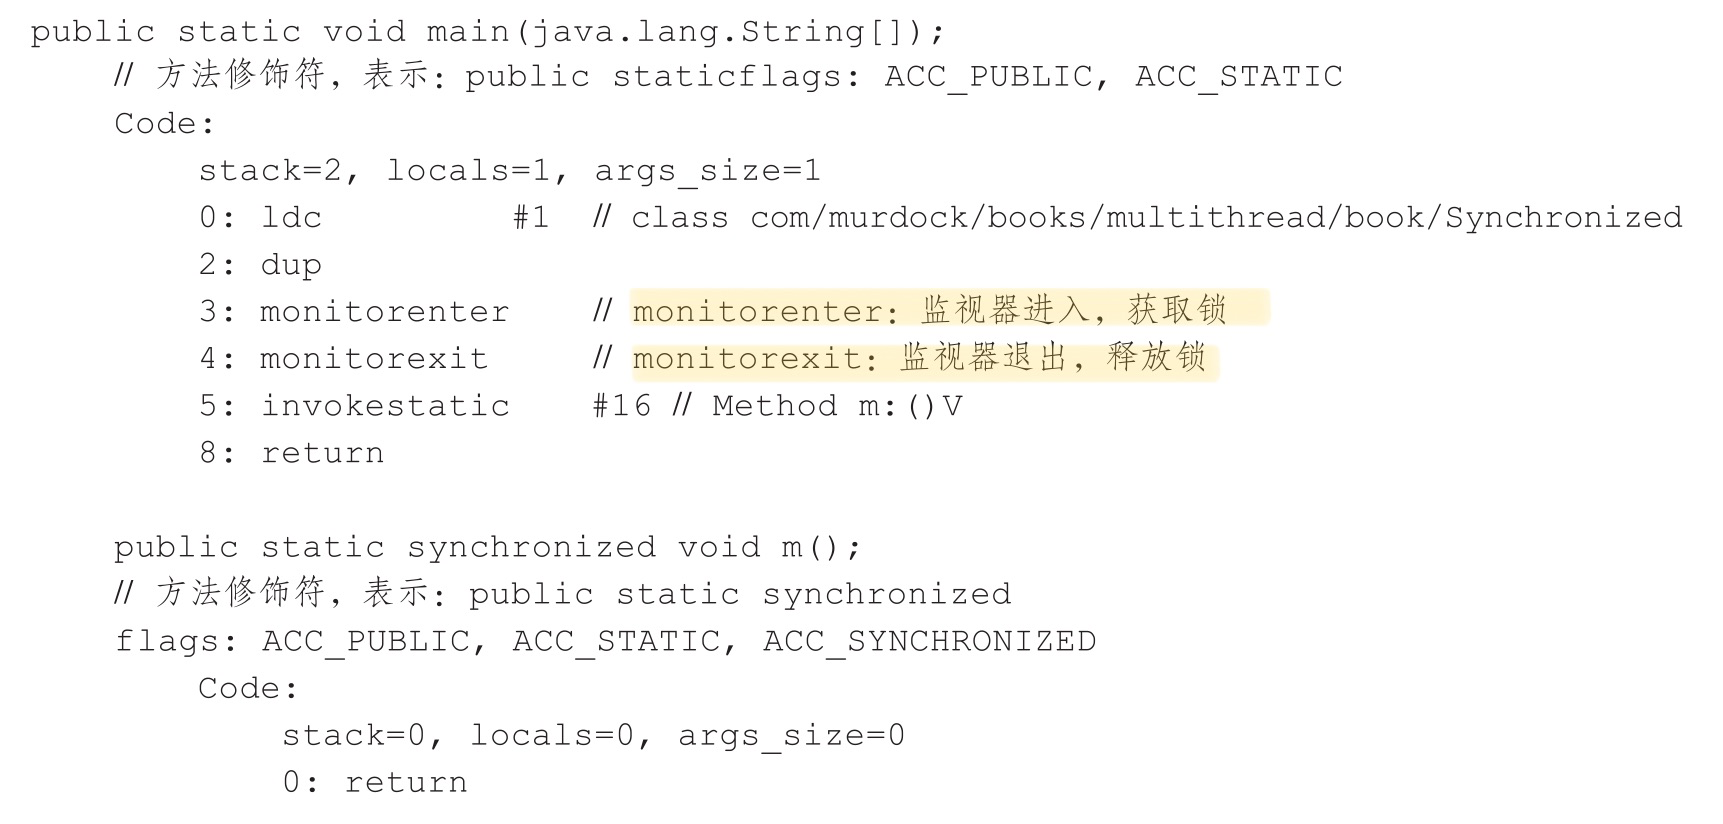 public static void main(java.lang.String[]);
// 方法修饰符，表示：public staticflags: ACC_PUBLIC, ACC_STATIC
Code:
stack=2, locals=1, args_size=1
0: ldc #1 // class com/murdock/books/multithread/book/Synchronized
2: dup
3: monitorenter // monitorenter：监视器进入，获取锁
4: monitorexit // monitorexit：监视器退出，释放锁
5: invokestatic #16 // Method m:()V
8: return
public static synchronized void m();
// 方法修饰符，表示：public static synchronized
flags: ACC_PUBLIC, ACC_STATIC, ACC_SYNCHRONIZED
Code:
stack=0, locals=0, args_size=0
0: return